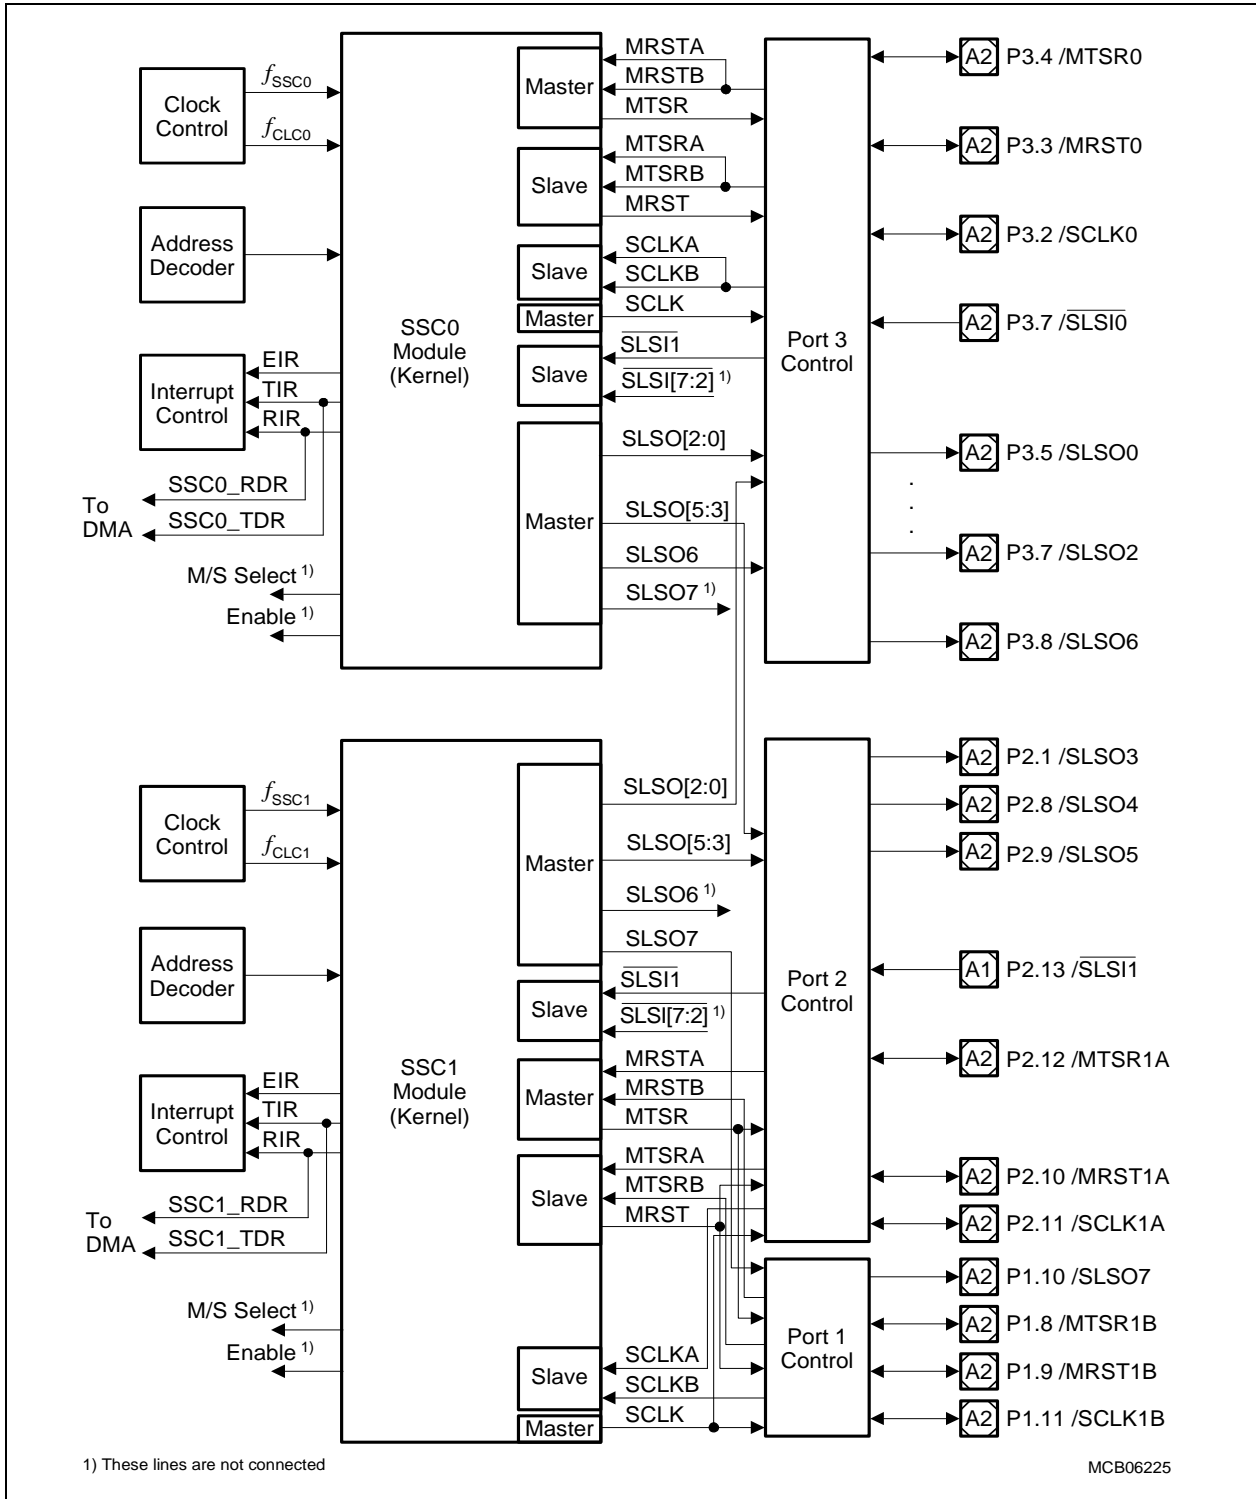 Clock
Control
fSSC0
fCLC0
Address
Decoder
Interrupt
Control
EIR
TIR
RIR
SSC0_RDR
SSC0_TDR
To
DMA
M/S Select 1)
Enable 1)
SSC0
Module
(Kernel)
Master
MRSTA
MRSTB
MTSR
Slave
MTSRA
MTSRB
MRST
Slave
SCLKA
SCLKB
Master
SCLK
Slave
SLSI1
SLSI[7:2] 1)
Master
SLSO[2:0]
SLSO[5:3]
SLSO6
SLSO7 1)
Port 3
Control
A2 P3.4 /MTSR0
A2 P3.3 /MRST0
A2 P3.2 /SCLK0
A2 P3.7 /SLSI0
A2 P3.5 /SLSO0
.
.
.
A2 P3.7 /SLSO2
A2 P3.8 /SLSO6
Clock
Control
fSSC1
fCLC1
Address
Decoder
Interrupt
Control
EIR
TIR
RIR
SSC1_RDR
SSC1_TDR
To
DMA
M/S Select 1)
Enable 1)
SSC1
Module
(Kernel)
Master
SLSO[2:0]
SLSO[5:3]
SLSO6 1)
SLSO7
Slave
SLSI1
SLSI[7:2] 1)
Master
MRSTA
MRSTB
MTSR
Slave
MTSRA
MTSRB
MRST
Slave
SCLKA
SCLKB
Master
SCLK
Port 2
Control
A2 P2.1 /SLSO3
A2 P2.8 /SLSO4
A2 P2.9 /SLSO5
A1 P2.13 /SLSI1
A2 P2.12 /MTSR1A
A2 P2.10 /MRST1A
A2 P2.11 /SCLK1A
Port 1
Control
A2 P1.10 /SLSO7
A2 P1.8 /MTSR1B
A2 P1.9 /MRST1B
A2 P1.11 /SCLK1B
1) These lines are not connected
MCB06225